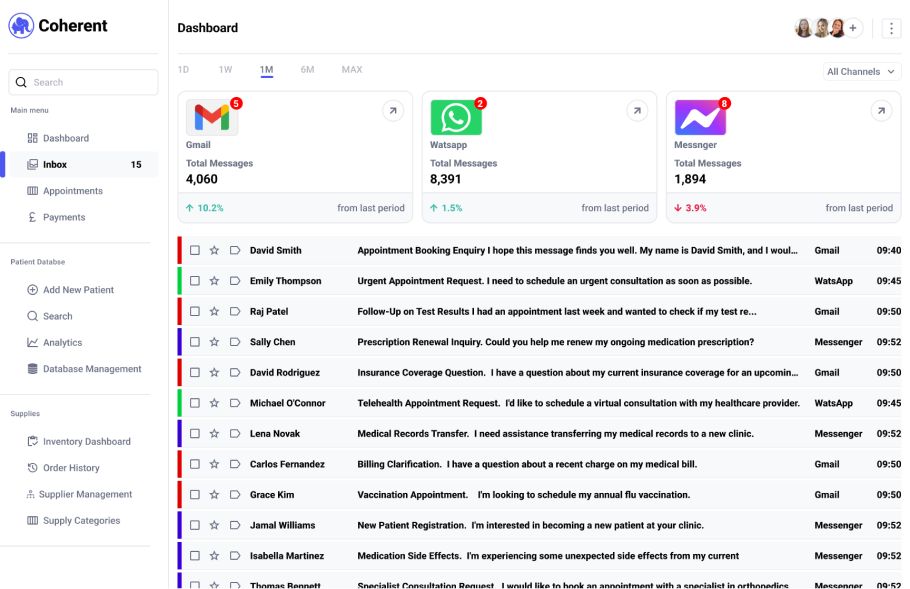 Coherent
Search
Main menu
Dashboard
Inbox 15
Appointments
Payments
Patient Databse
Add New Patient
Search
Analytics
Database Management
Supplies
Inventory Dashboard
Order History
Supplier Management
Supply Categories
Dashboard
1D 1W 1M 6M MAX
All Channels
5
Gmail
Total Messages
4,060
10.2% from last period
2
Watsapp
Total Messages
8,391
1.5% from last period
8
Messnger
Total Messages
1,894
3.9% from last period
David Smith Appointment Booking Enquiry I hope this message finds you well. My name is David Smith, and I woul... Gmail 09:40
Emily Thompson Urgent Appointment Request. I need to schedule an urgent consultation as soon as possible. WatsApp 09:45
Raj Patel Follow-Up on Test Results I had an appointment last week and wanted to check if my test re... Gmail 09:50
Sally Chen Prescription Renewal Inquiry. Could you help me renew my ongoing medication prescription? Messenger 09:52
David Rodriguez Insurance Coverage Question. I have a question about my current insurance coverage for an upcomin... Gmail 09:50
Michael O'Connor Telehealth Appointment Request. I'd like to schedule a virtual consultation with my healthcare provider. WatsApp 09:45
Lena Novak Medical Records Transfer. I need assistance transferring my medical records to a new clinic. Messenger 09:52
Carlos Fernandez Billing Clarification. I have a question about a recent charge on my medical bill. Gmail 09:50
Grace Kim Vaccination Appointment. I'm looking to schedule my annual flu vaccination. Gmail 09:50
Jamal Williams New Patient Registration. I'm interested in becoming a new patient at your clinic. Messenger 09:52
Isabella Martinez Medication Side Effects. I'm experiencing some unexpected side effects from my current Messenger 09:52
Thomas Bennett Specialist Consultation Request. I would like to book an appointment with a specialist in orthopedics Messenger 09:52